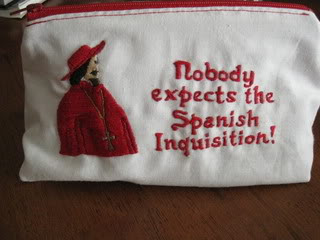 Nobody
expects the
Spanish
Inquisition!